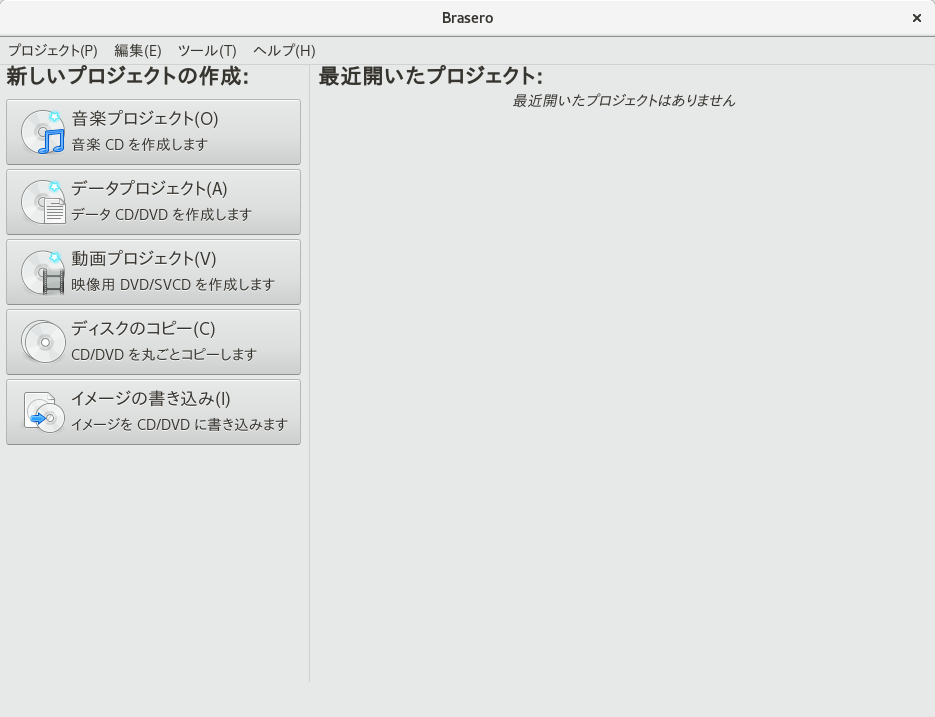 Brasero
プロジェクト(P) 編集(E) ツール(T) ヘルプ(H)
新しいプロジェクトの作成:
音楽プロジェクト(O)
音楽 CD を作成します
データプロジェクト(A)
データ CD/DVD を作成します
動画プロジェクト(V)
映像用 DVD/SVCD を作成します
ディスクのコピー(C)
CD/DVD を丸ごとコピーします
イメージの書き込み(I)
イメージを CD/DVD に書き込みます
最近開いたプロジェクト:
最近開いたプロジェクトはありません